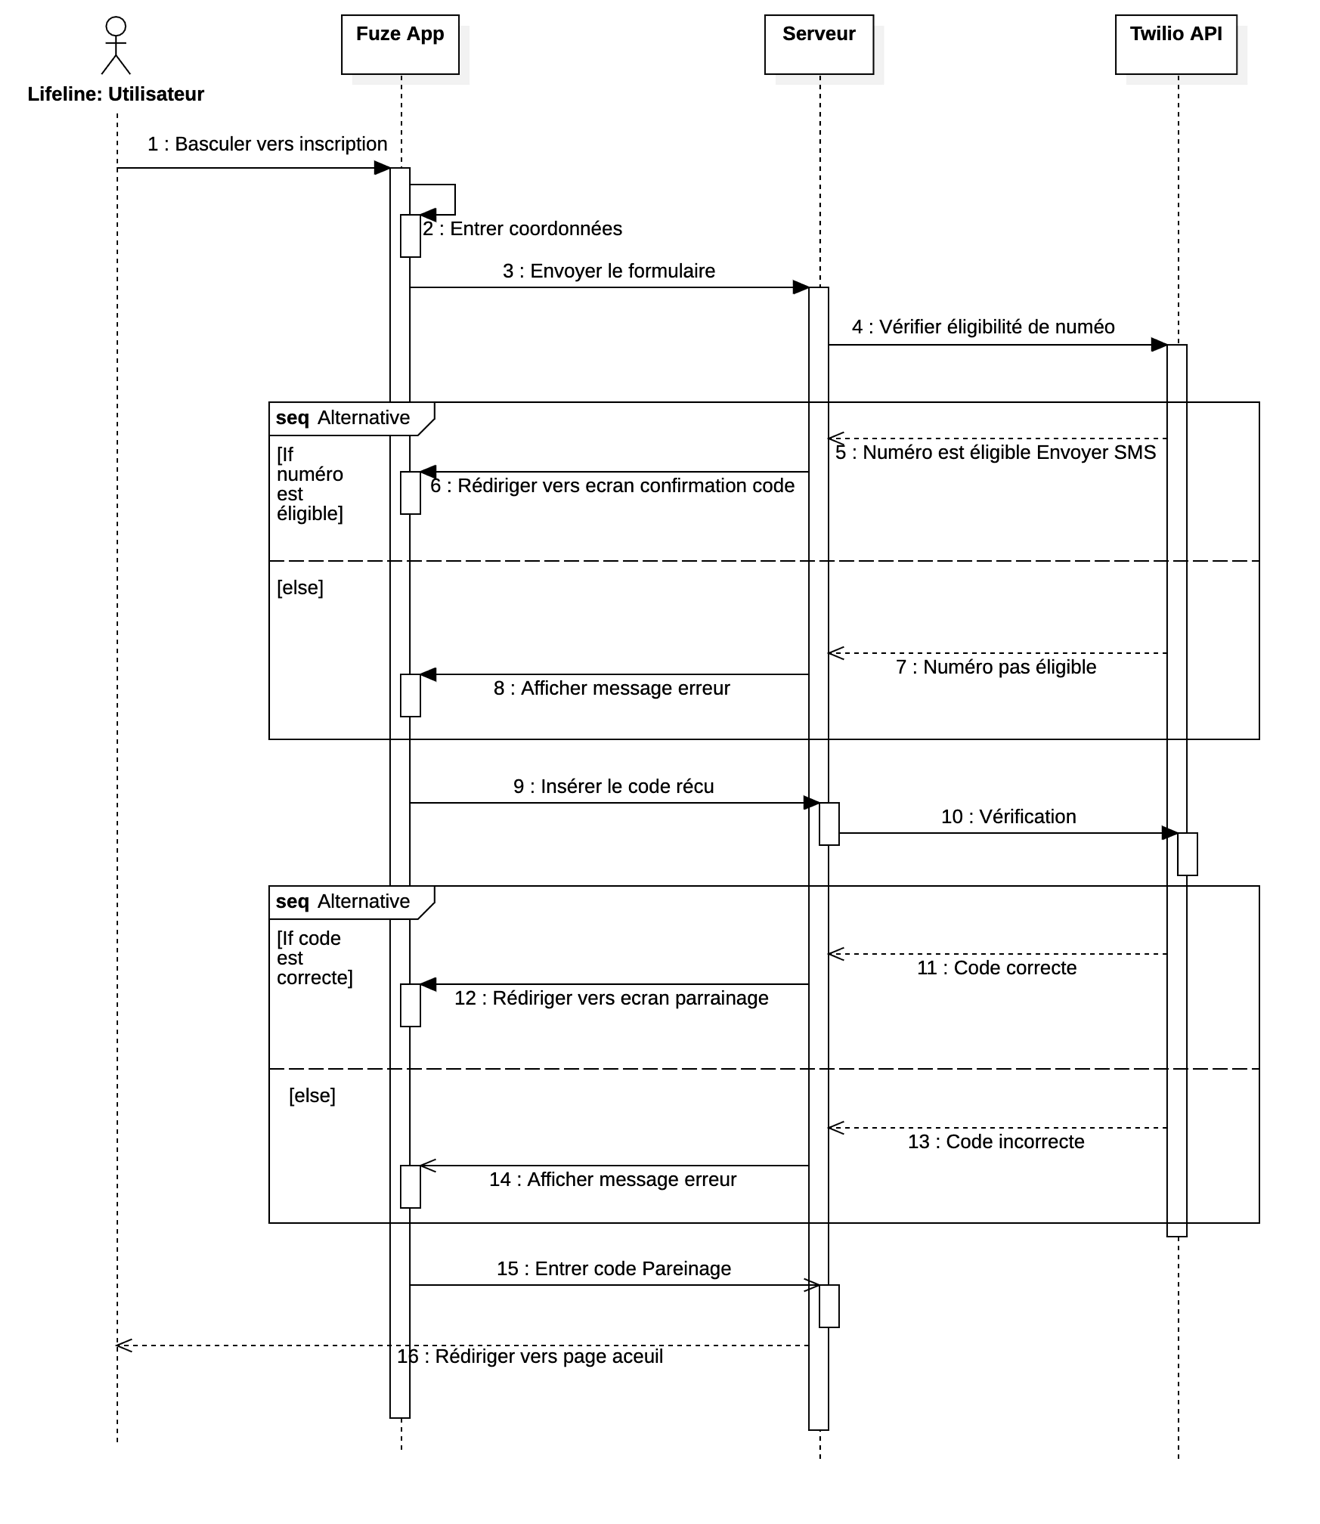 Lifeline: Utilisateur
Fuze App
Serveur
Twilio API
1 : Basculer vers inscription
2 : Entrer coordonnées
3 : Envoyer le formulaire
4 : Vérifier éligibilité de numéo
seq Alternative
[If
numéro
est
éligible]
5 : Numéro est éligible Envoyer SMS
6 : Rédiriger vers ecran confirmation code
[else]
7 : Numéro pas éligible
8 : Afficher message erreur
9 : Insérer le code récu
10 : Vérification
seq Alternative
[If code
est
correcte]
11 : Code correcte
12 : Rédiriger vers ecran parrainage
[else]
13 : Code incorrecte
14 : Afficher message erreur
15 : Entrer code Pareinage
16 : Rédiriger vers page aceuil